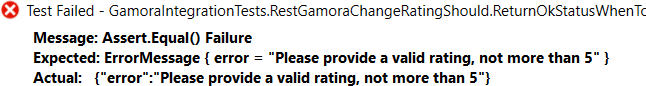 Test Failed - GamoraIntegrationTests.RestGamoraChangeRatingShould.ReturnOkStatusWhenTo
Message: Assert.Equal() Failure
Expected: ErrorMessage { error = "Please provide a valid rating, not more than 5" }
Actual: {"error":"Please provide a valid rating, not more than 5"}